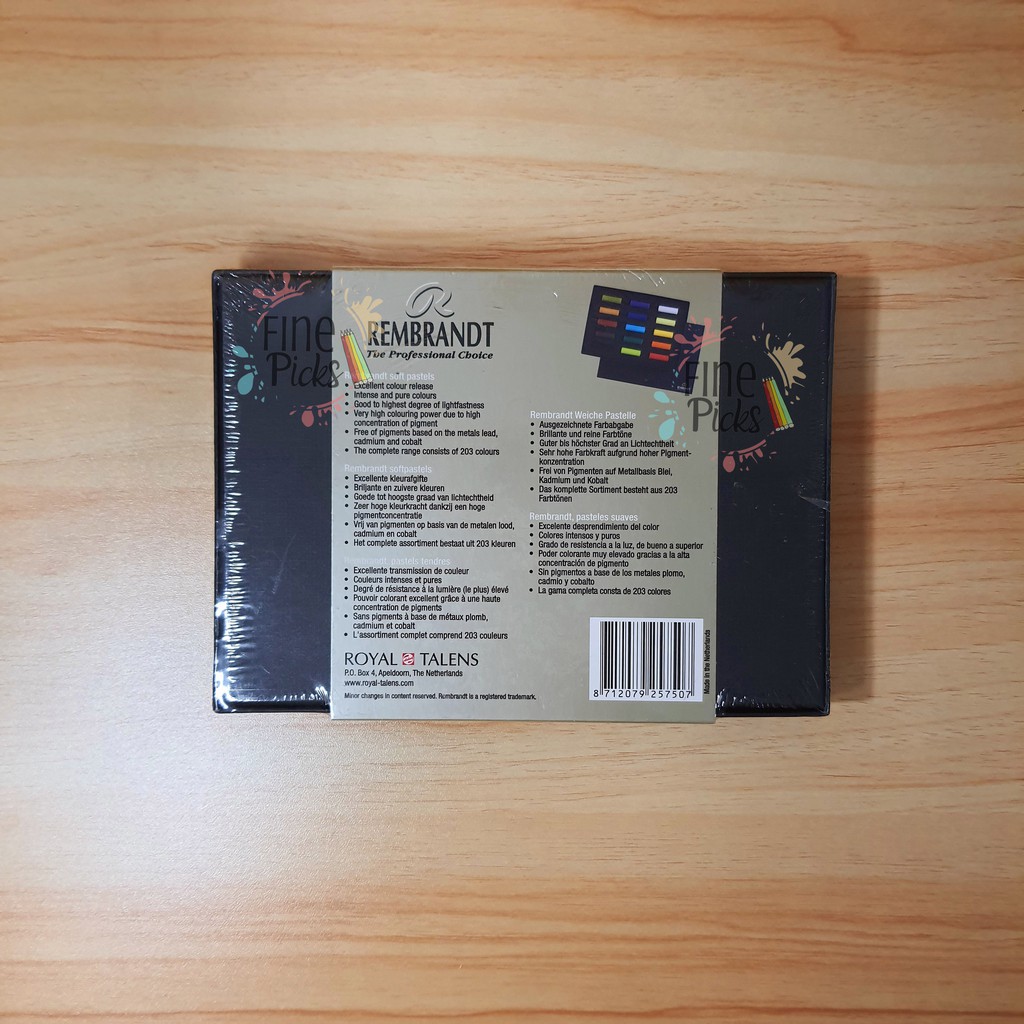 REMBRANDT
The Professional Choice
Rembrandt soft pastels
• Excellent colour release
• Intense and pure colours
• Good to highest degree of lightfastness
• Very high colouring power due to high
concentration of pigment
• Free of pigments based on the metals lead,
cadmium and cobalt
• The complete range consists of 203 colours
Rembrandt softpastels
• Excellente kleurafgifte
• Briljante en zuivere kleuren
• Goede tot hoogste graad van lichtechtheid
• Zeer hoge kleurkracht dankzij een hoge
pigmentconcentratie
• Vrij van pigmenten op basis van de metalen lood,
cadmium en cobalt
• Het complete assortiment bestaat uit 203 kleuren
pastels tendres
• Excellente transmission de couleur
• Couleurs intenses et pures
• Degré de résistance à la lumière (le plus) élevé
• Pouvoir colorant excellent grâce à une haute
concentration de pigments
• Sans pigments à base de métaux plomb,
cadmium et cobalt
• L'assortiment complet comprend 203 couleurs
ROYAL TALENS
P.O. Box 4, Apeldoorn, The Netherlands
www.royal-talens.com
Minor changes in content reserved. Rembrandt is a registered trademark.
Rembrandt Weiche Pastelle
• Ausgezeichnete Farbabgabe
• Brillante und reine Farbtöne
• Guter bis höchster Grad an Lichtechtheit
• Sehr hohe Farbkraft aufgrund hoher Pigment-
konzentration
• Frei von Pigmenten auf Metallbasis Blei,
Kadmium und Kobalt
• Das komplette Sortiment besteht aus 203
Farbtönen
Rembrandt, pasteles suaves
• Excelente desprendimiento del color
• Colores intensos y puros
• Grado de resistencia a la luz, de bueno a superior
• Poder colorante muy elevado gracias a la alta
concentración de pigmento
• Sin pigmentos a base de los metales plomo,
cadmio y cobalto
• La gama completa consta de 203 colores
8 712079 257507
Made in the Netherlands
FINE
Picks
FINE
Picks